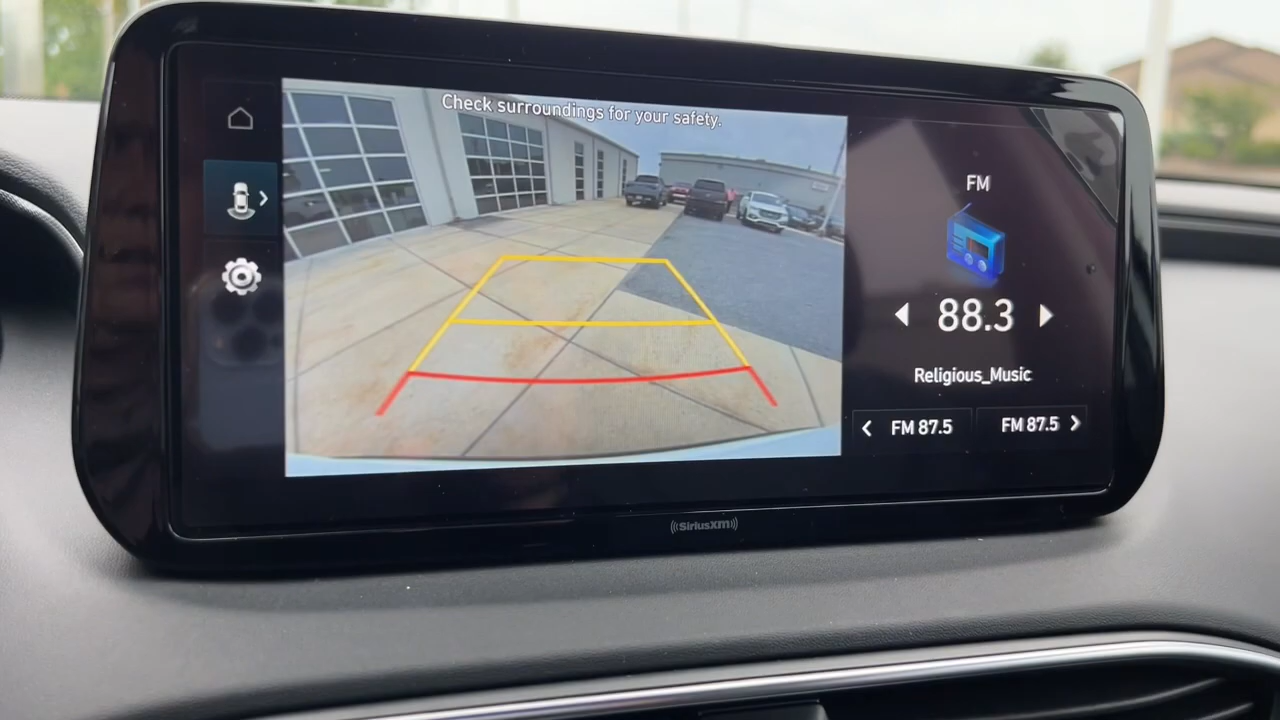 Check surroundings for your safety.
FM
88.3
Religious_Music
FM 87.5
FM 87.5
SiriusXM